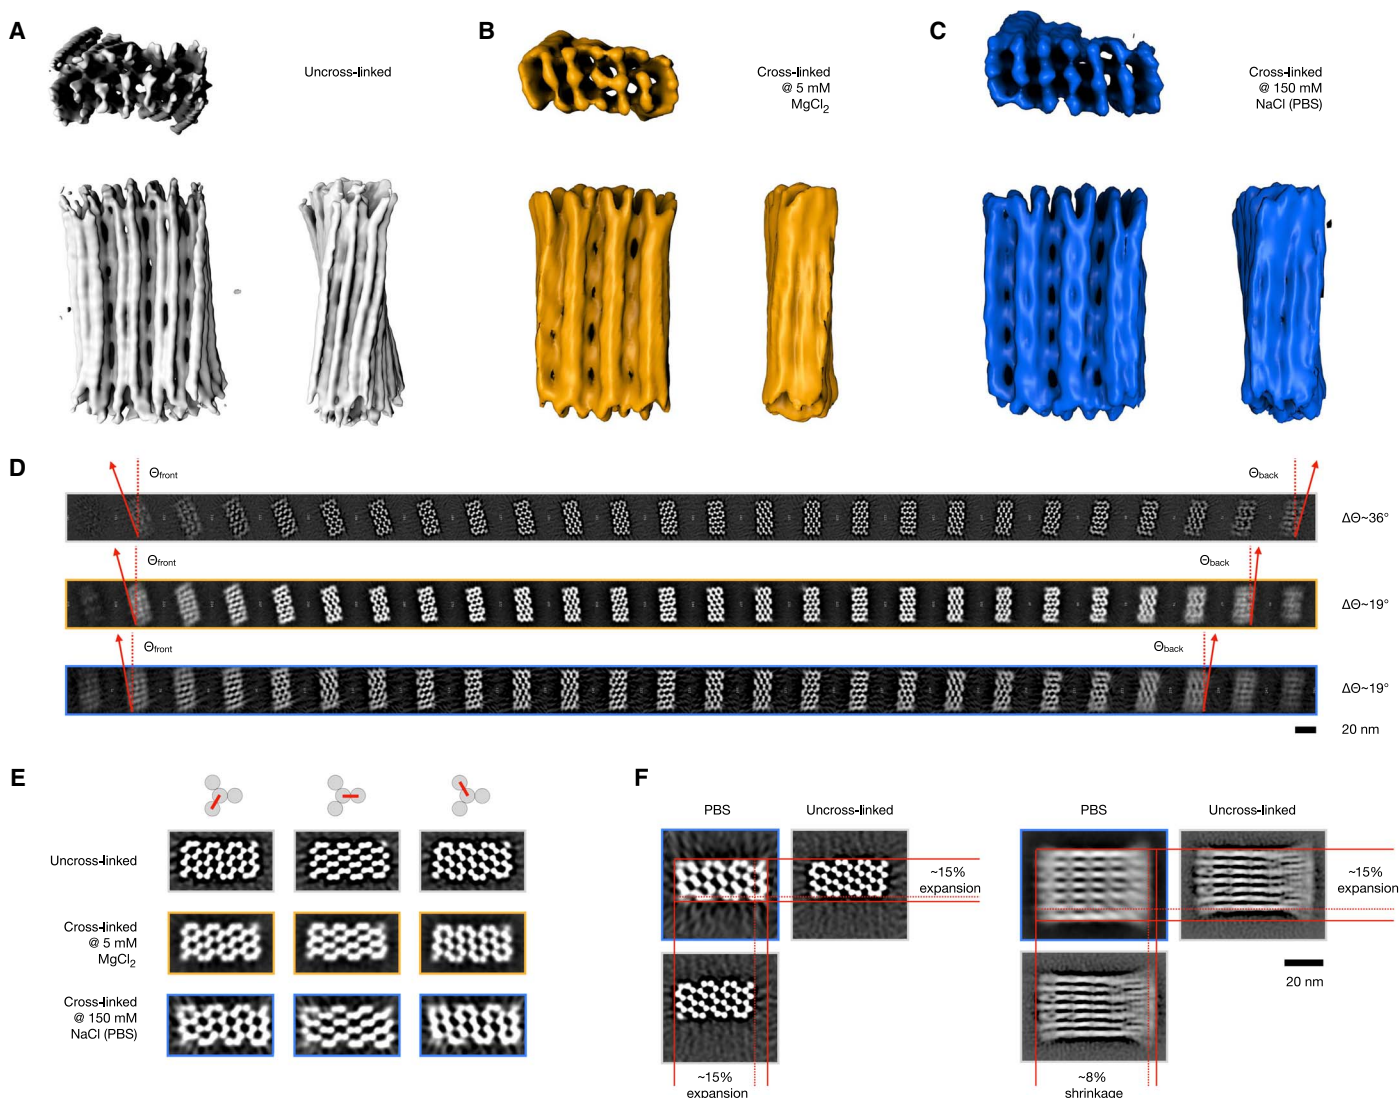 A
B
C
Uncross-linked
Cross-linked
@ 5 mM
MgCl2
Cross-linked
@ 150 mM
NaCl (PBS)
D
Θfront
Θback
ΔΘ~36°
Θfront
Θback
ΔΘ~19°
Θfront
Θback
ΔΘ~19°
20 nm
E
Uncross-linked
Cross-linked
@ 5 mM
MgCl2
Cross-linked
@ 150 mM
NaCl (PBS)
F
PBS
Uncross-linked
~15%
expansion
~15%
expansion
PBS
Uncross-linked
~15%
expansion
20 nm
~8%
shrinkage